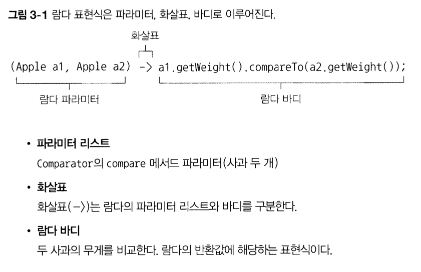 그림 3-1 람다 표현식은 파라미터, 화살표, 바디로 이루어진다.
화살표
(Apple a1, Apple a2) -> a1.getWeight().compareTo(a2.getWeight());
람다 파라미터
람다 바디
• 파라미터 리스트
Comparator의 compare 메서드 파라미터(사과 두 개)
• 화살표
화살표(->)는 람다의 파라미터 리스트와 바디를 구분한다.
• 람다 바디
두 사과의 무게를 비교한다. 람다의 반환값에 해당하는 표현식이다.